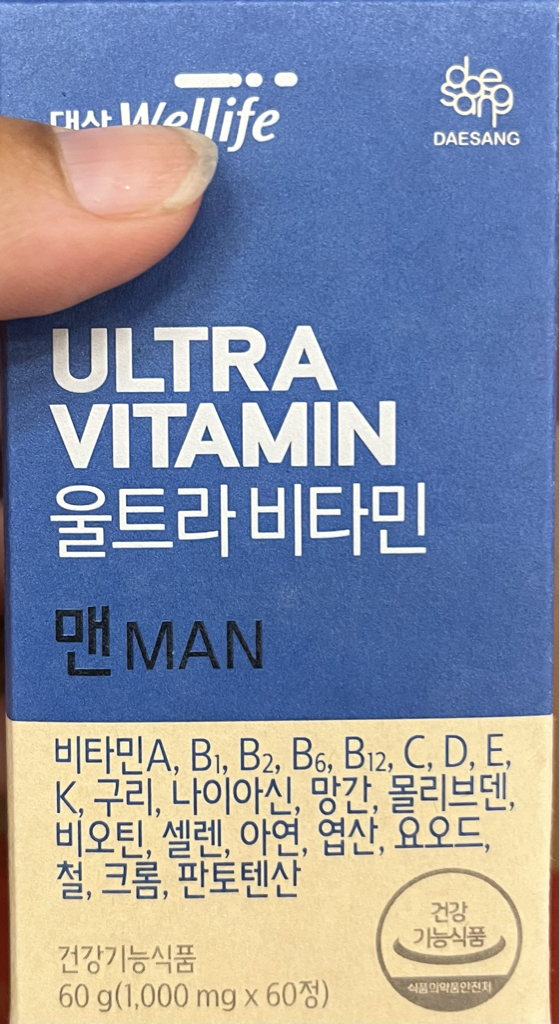 대상 Wellife
daesang
DAESANG
ULTRA
VITAMIN
울트라 비타민
맨 MAN
비타민A, B1, B2, B6, B12, C, D, E,
K, 구리, 나이아신, 망간, 몰리브덴,
비오틴, 셀렌, 아연, 엽산, 요오드,
철, 크롬, 판토텐산
건강
기능식품
식품의약품안전처
건강기능식품
60 g(1,000 mg x 60정)